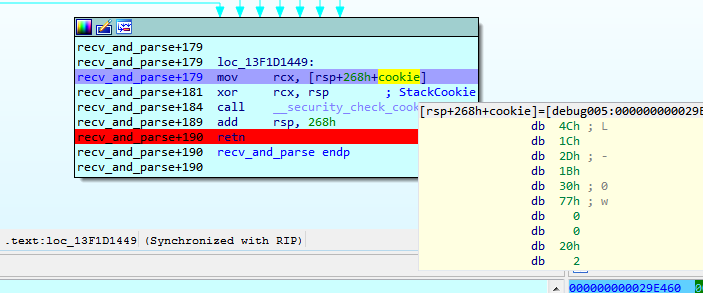 recv_and_parse+179
recv_and_parse+179 loc_13F1D1449:
recv_and_parse+179 mov rcx, [rsp+268h+cookie]
recv_and_parse+181 xor rcx, rsp ; StackCookie
recv_and_parse+184 call __security_check_cook
recv_and_parse+189 add rsp, 268h
recv_and_parse+190 retn
recv_and_parse+190 recv_and_parse endp
recv_and_parse+190
[rsp+268h+cookie]=[debug005:000000000029E
db 4Ch ; L
db 1Ch
db 2Dh ; -
db 1Bh
db 30h ; 0
db 77h ; w
db 0
db 0
db 20h
db 2
.text:loc_13F1D1449 (Synchronized with RIP)
000000000029E460